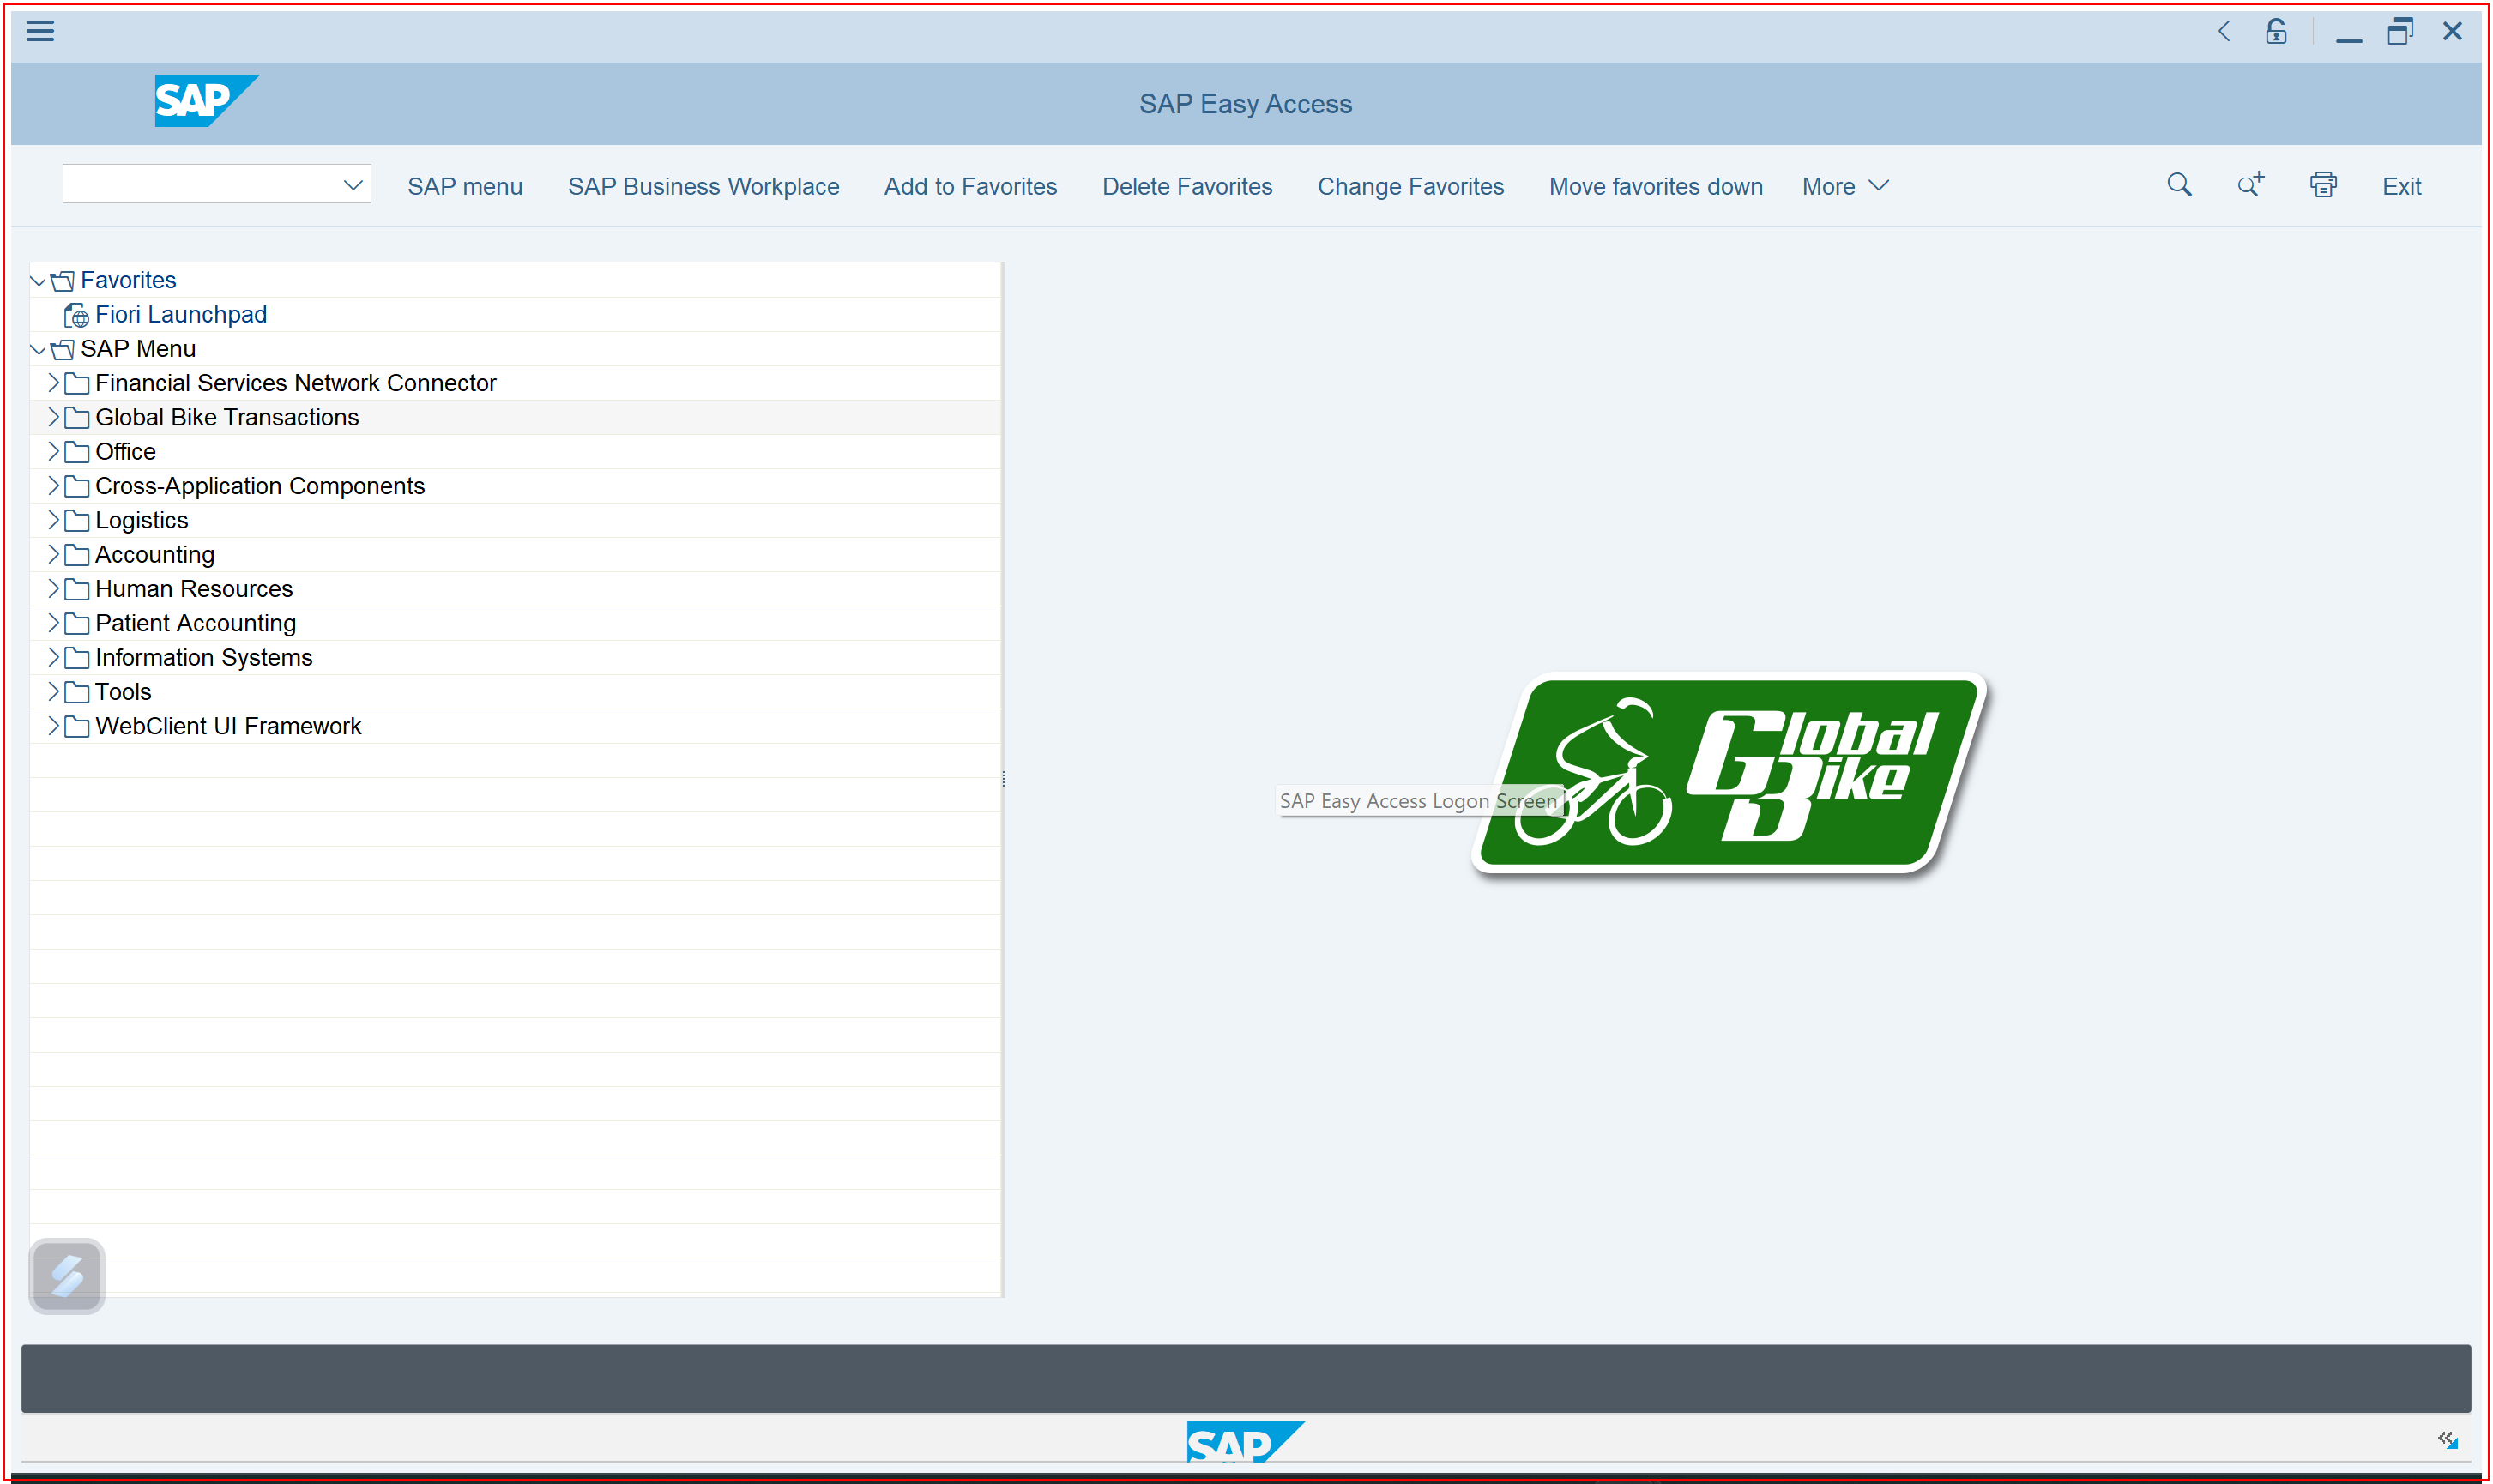 SAP
SAP Easy Access
SAP menu SAP Business Workplace Add to Favorites Delete Favorites Change Favorites Move favorites down More Exit
Favorites
Fiori Launchpad
SAP Menu
Financial Services Network Connector
Global Bike Transactions
Office
Cross-Application Components
Logistics
Accounting
Human Resources
Patient Accounting
Information Systems
Tools
WebClient UI Framework
Global
Bike
SAP Easy Access Logon Screen
SAP